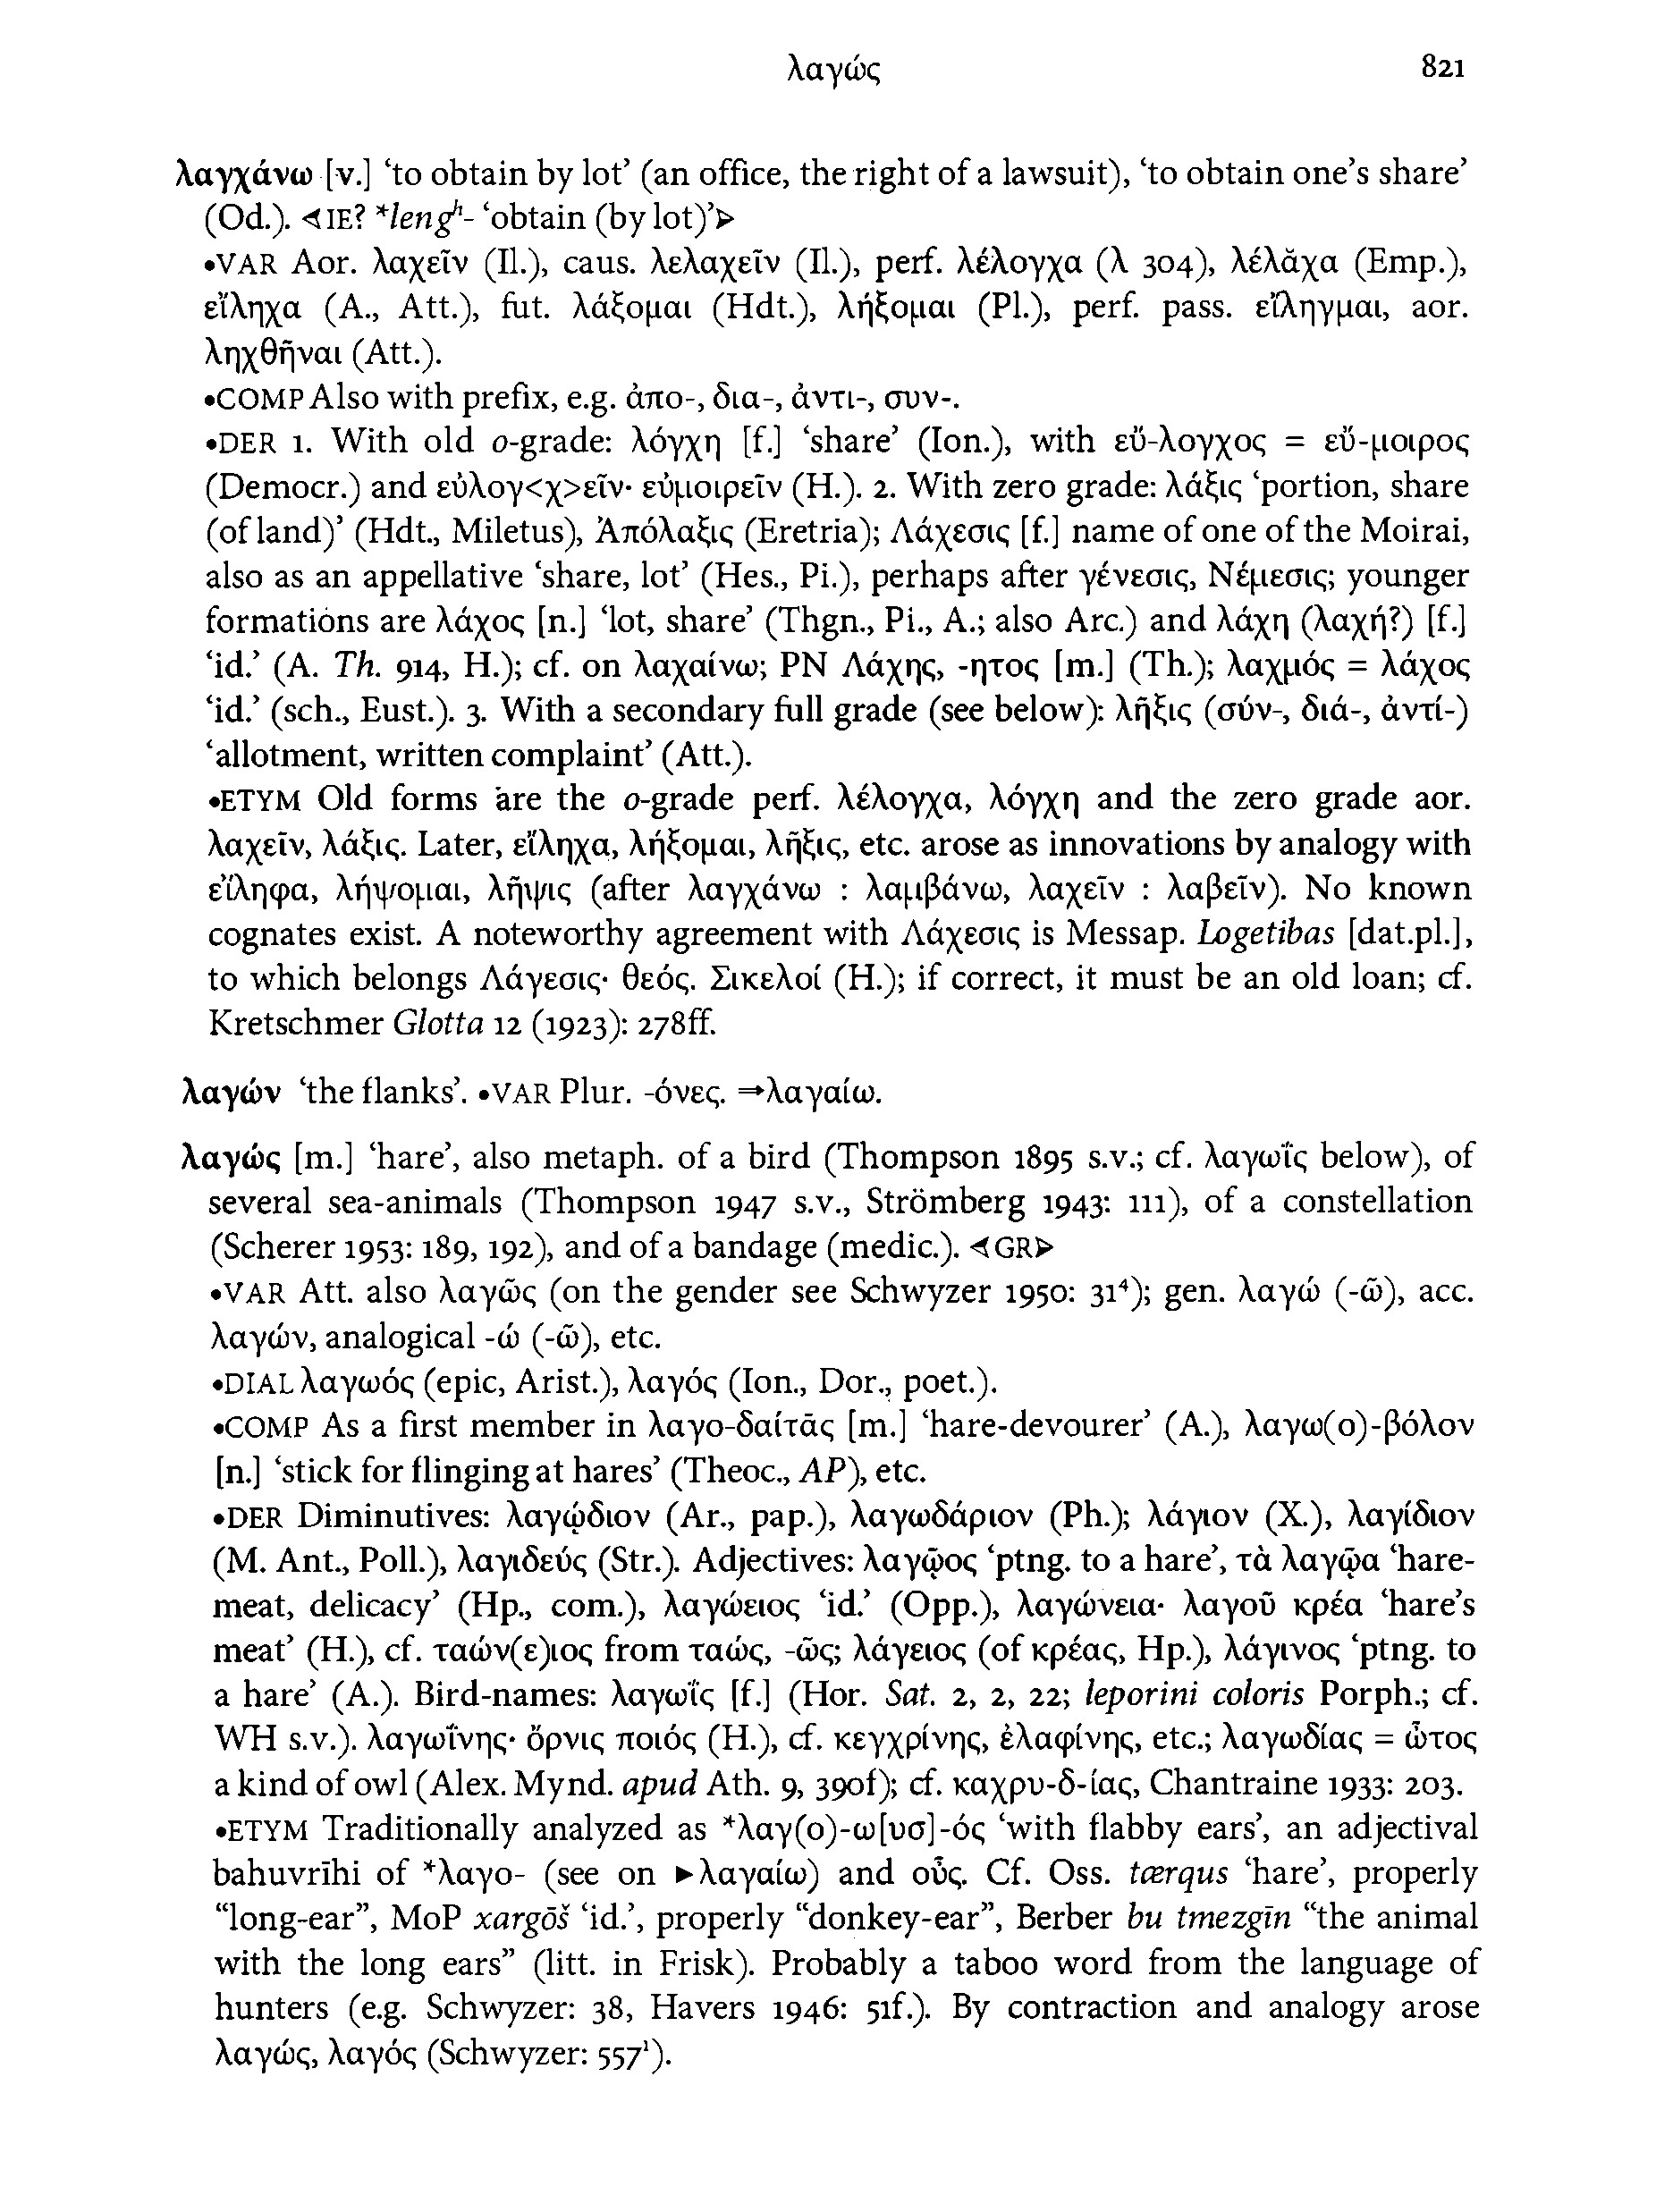 λαγώς 821
λαγχάνω [v.] ‘to obtain by lot’ (an office, the right of a lawsuit), ‘to obtain one’s share’
(Od.). ⊲IE? *lengʰ- ‘obtain (by lot)’⊳
•VAR Aor. λαχεῖν (Il.), caus. λελαχεῖν (Il.), perf. λέλογχα (λ 304), λέλᾰχα (Emp.),
εἴληχα (A., Att.), fut. λάξομαι (Hdt.), λήξομαι (Pl.), perf. pass. εἴληγμαι, aor.
ληχθῆναι (Att.).
•COMP Also with prefix, e.g. ἀπο-, δια-, ἀντι-, συν-.
•DER 1. With old o-grade: λόγχη [f.] ‘share’ (Ion.), with εὔ-λογχος = εὔ-μοιρος
(Democr.) and εὐλογ<χ>εῖν· εὐμοιρεῖν (H.). 2. With zero grade: λάξις ‘portion, share
(of land)’ (Hdt., Miletus), Ἀπόλαξις (Eretria); Λάχεσις [f.] name of one of the Moirai,
also as an appellative ‘share, lot’ (Hes., Pi.), perhaps after γένεσις, Νέμεσις; younger
formations are λάχος [n.] ‘lot, share’ (Thgn., Pi., A.; also Arc.) and λάχη (λαχή?) [f.]
‘id.’ (A. Th. 914, H.); cf. on λαχαίνω; PN Λάχης, -ητος [m.] (Th.); λαχμός = λάχος
‘id.’ (sch., Eust.). 3. With a secondary full grade (see below): λῆξις (σύν-, διά-, ἀντί-)
‘allotment, written complaint’ (Att.).
•ETYM Old forms are the o-grade perf. λέλογχα, λόγχη and the zero grade aor.
λαχεῖν, λάξις. Later, εἴληχα, λήξομαι, λῆξις, etc. arose as innovations by analogy with
εἴληφα, λήψομαι, λῆψις (after λαγχάνω : λαμβάνω, λαχεῖν : λαβεῖν). No known
cognates exist. A noteworthy agreement with Λάχεσις is Messap. Logetibas [dat.pl.],
to which belongs Λάγεσις· θεός. Σικελοί (H.); if correct, it must be an old loan; cf.
Kretschmer Glotta 12 (1923): 278ff.
λαγών ‘the flanks’. •VAR Plur. -όνες. ⇒λαγαίω.
λαγώς [m.] ‘hare’, also metaph. of a bird (Thompson 1895 s.v.; cf. λαγωΐς below), of
several sea-animals (Thompson 1947 s.v., Strömberg 1943: 111), of a constellation
(Scherer 1953: 189, 192), and of a bandage (medic.). ⊲GR⊳
•VAR Att. also λαγῶς (on the gender see Schwyzer 1950: 31⁴); gen. λαγώ (-ῶ), acc.
λαγών, analogical -ώ (-ῶ), etc.
•DIAL λαγωός (epic, Arist.), λαγός (Ion., Dor., poet.).
•COMP As a first member in λαγο-δαίτᾱς [m.] ‘hare-devourer’ (A.), λαγω(ο)-βόλον
[n.] ‘stick for flinging at hares’ (Theoc., AP), etc.
•DER Diminutives: λαγῴδιον (Ar., pap.), λαγωδάριον (Ph.); λάγιον (X.), λαγίδιον
(M. Ant., Poll.), λαγιδεύς (Str.). Adjectives: λαγῷος ‘ptng. to a hare’, τὰ λαγῷα ‘hare-
meat, delicacy’ (Hp., com.), λαγώειος ‘id.’ (Opp.), λαγώνεια· λαγοῦ κρέα ‘hare’s
meat’ (H.), cf. ταών(ε)ιος from ταώς, -ῶς; λάγειος (of κρέας, Hp.), λάγινος ‘ptng. to
a hare’ (A.). Bird-names: λαγωΐς [f.] (Hor. Sat. 2, 2, 22; leporini coloris Porph.; cf.
WH s.v.). λαγωΐνης· ὄρνις ποιός (H.), cf. κεγχρίνης, ἐλαφίνης, etc.; λαγωδίας = ὦτος
a kind of owl (Alex. Mynd. apud Ath. 9, 390f); cf. καχρυ-δ-ίας, Chantraine 1933: 203.
•ETYM Traditionally analyzed as *λαγ(ο)-ω[υσ]-ός ‘with flabby ears’, an adjectival
bahuvrīhi of *λαγο- (see on ►λαγαίω) and οὖς. Cf. Oss. tærqus ‘hare’, properly
“long-ear”, MoP xargōš ‘id.’, properly “donkey-ear”, Berber bu tmezgīn “the animal
with the long ears” (litt. in Frisk). Probably a taboo word from the language of
hunters (e.g. Schwyzer: 38, Havers 1946: 51f.). By contraction and analogy arose
λαγώς, λαγός (Schwyzer: 557¹).